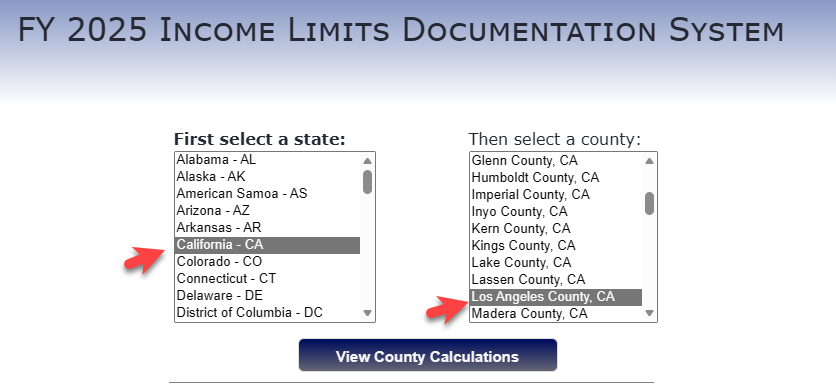 FY 2025 INCOME LIMITS DOCUMENTATION SYSTEM
First select a state:
Alabama - AL
Alaska - AK
American Samoa - AS
Arizona - AZ
Arkansas - AR
California - CA
Colorado - CO
Connecticut - CT
Delaware - DE
District of Columbia - DC
Then select a county:
Glenn County, CA
Humboldt County, CA
Imperial County, CA
Inyo County, CA
Kern County, CA
Kings County, CA
Lake County, CA
Lassen County, CA
Los Angeles County, CA
Madera County, CA
View County Calculations